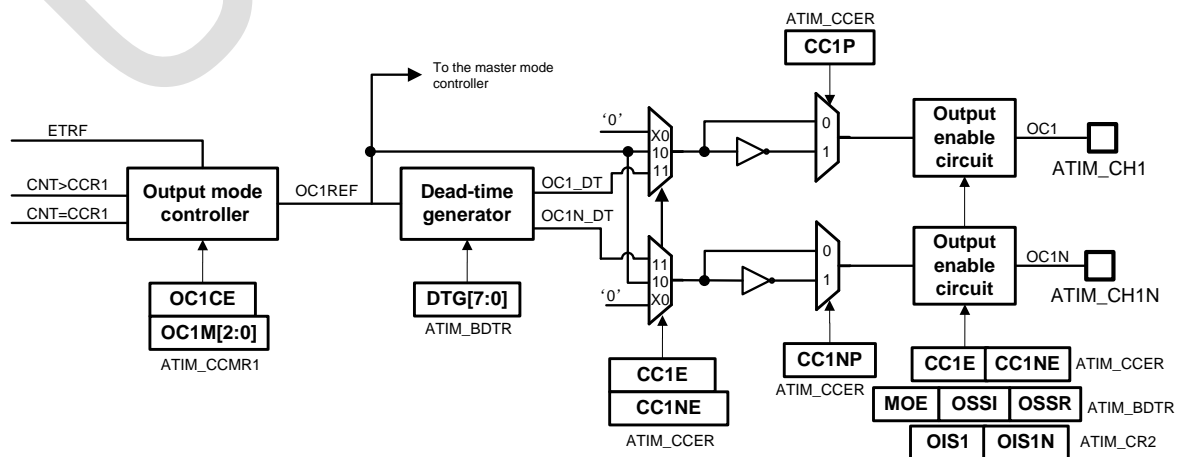 ATIM_CCER
CC1P
To the master mode
controller
ETRF
CNT>CCR1
CNT=CCR1
Output mode
controller
OC1REF
Dead-time
generator
OC1_DT
OC1N_DT
‘0’
X0
10
11
0
1
Output
enable
circuit
OC1
ATIM_CH1
11
10
X0
‘0’
0
1
Output
enable
circuit
OC1N
ATIM_CH1N
OC1CE
OC1M[2:0]
ATIM_CCMR1
DTG[7:0]
ATIM_BDTR
CC1E
CC1NE
ATIM_CCER
CC1NP
ATIM_CCER
CC1E CC1NE ATIM_CCER
MOE OSSI OSSR ATIM_BDTR
OIS1 OIS1N ATIM_CR2